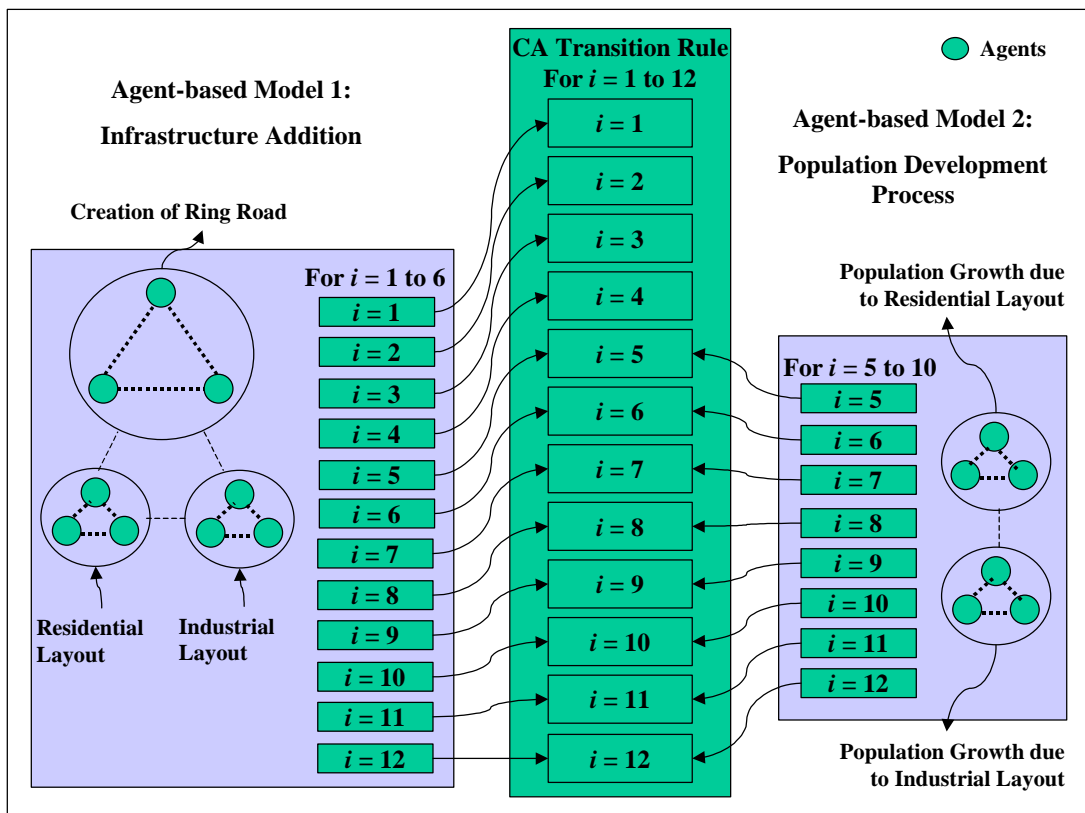 CA Transition Rule
For i = 1 to 12
i = 1
i = 2
i = 3
i = 4
i = 5
i = 6
i = 7
i = 8
i = 9
i = 10
i = 11
i = 12
Agents
Agent-based Model 1:
Infrastructure Addition
Creation of Ring Road
For i = 1 to 6
i = 1
i = 2
i = 3
i = 4
i = 5
i = 6
i = 7
i = 8
i = 9
i = 10
i = 11
i = 12
Residential
Layout
Industrial
Layout
Agent-based Model 2:
Population Development
Process
Population Growth due
to Residential Layout
For i = 5 to 10
i = 5
i = 6
i = 7
i = 8
i = 9
i = 10
i = 11
i = 12
Population Growth due
to Industrial Layout